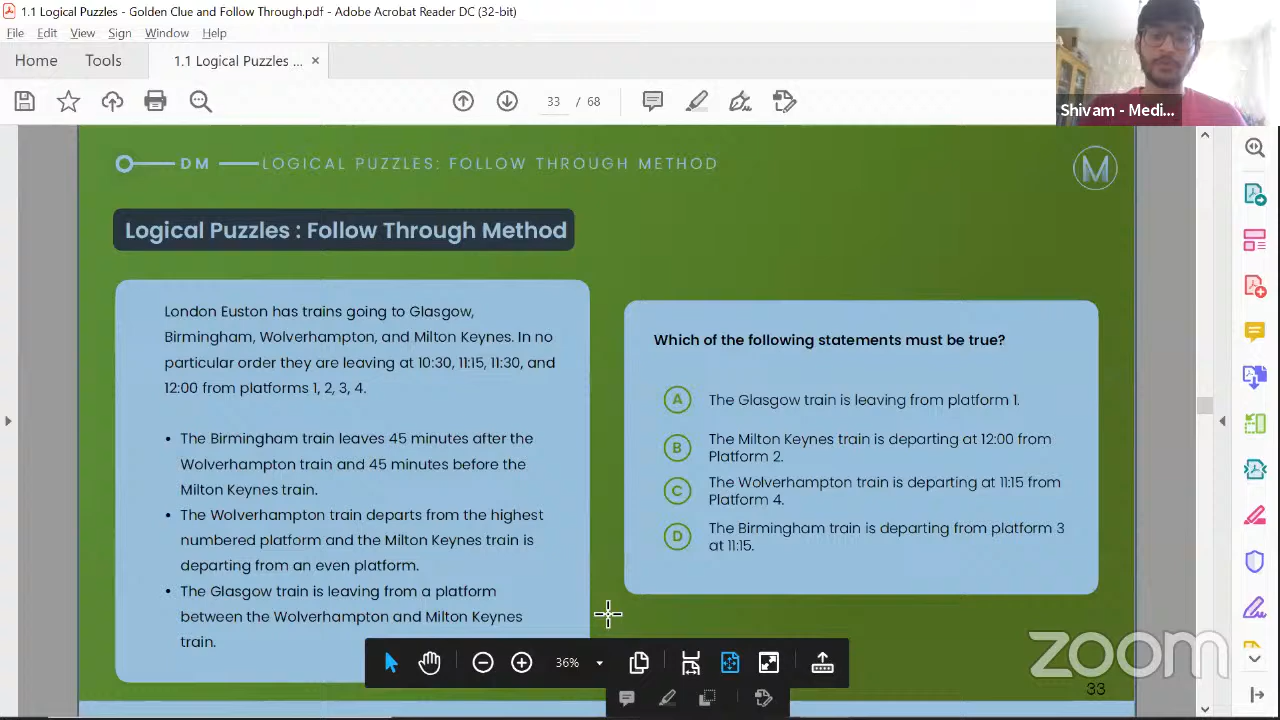 1.1 Logical Puzzles - Golden Clue and Follow Through.pdf - Adobe Acrobat Reader DC (32-bit)
File Edit View Sign Window Help
Home Tools 1.1 Logical Puzzles ... ×
33 / 68
Shivam - Medi...
DM LOGICAL PUZZLES: FOLLOW THROUGH METHOD
M
Logical Puzzles : Follow Through Method
London Euston has trains going to Glasgow,
Birmingham, Wolverhampton, and Milton Keynes. In no
particular order they are leaving at 10:30, 11:15, 11:30, and
12:00 from platforms 1, 2, 3, 4.
• The Birmingham train leaves 45 minutes after the
Wolverhampton train and 45 minutes before the
Milton Keynes train.
• The Wolverhampton train departs from the highest
numbered platform and the Milton Keynes train is
departing from an even platform.
• The Glasgow train is leaving from a platform
between the Wolverhampton and Milton Keynes
train.
Which of the following statements must be true?
A The Glasgow train is leaving from platform 1.
B The Milton Keynes train is departing at 12:00 from
Platform 2.
C The Wolverhampton train is departing at 11:15 from
Platform 4.
D The Birmingham train is departing from platform 3
at 11:15.
36%
zoom
33